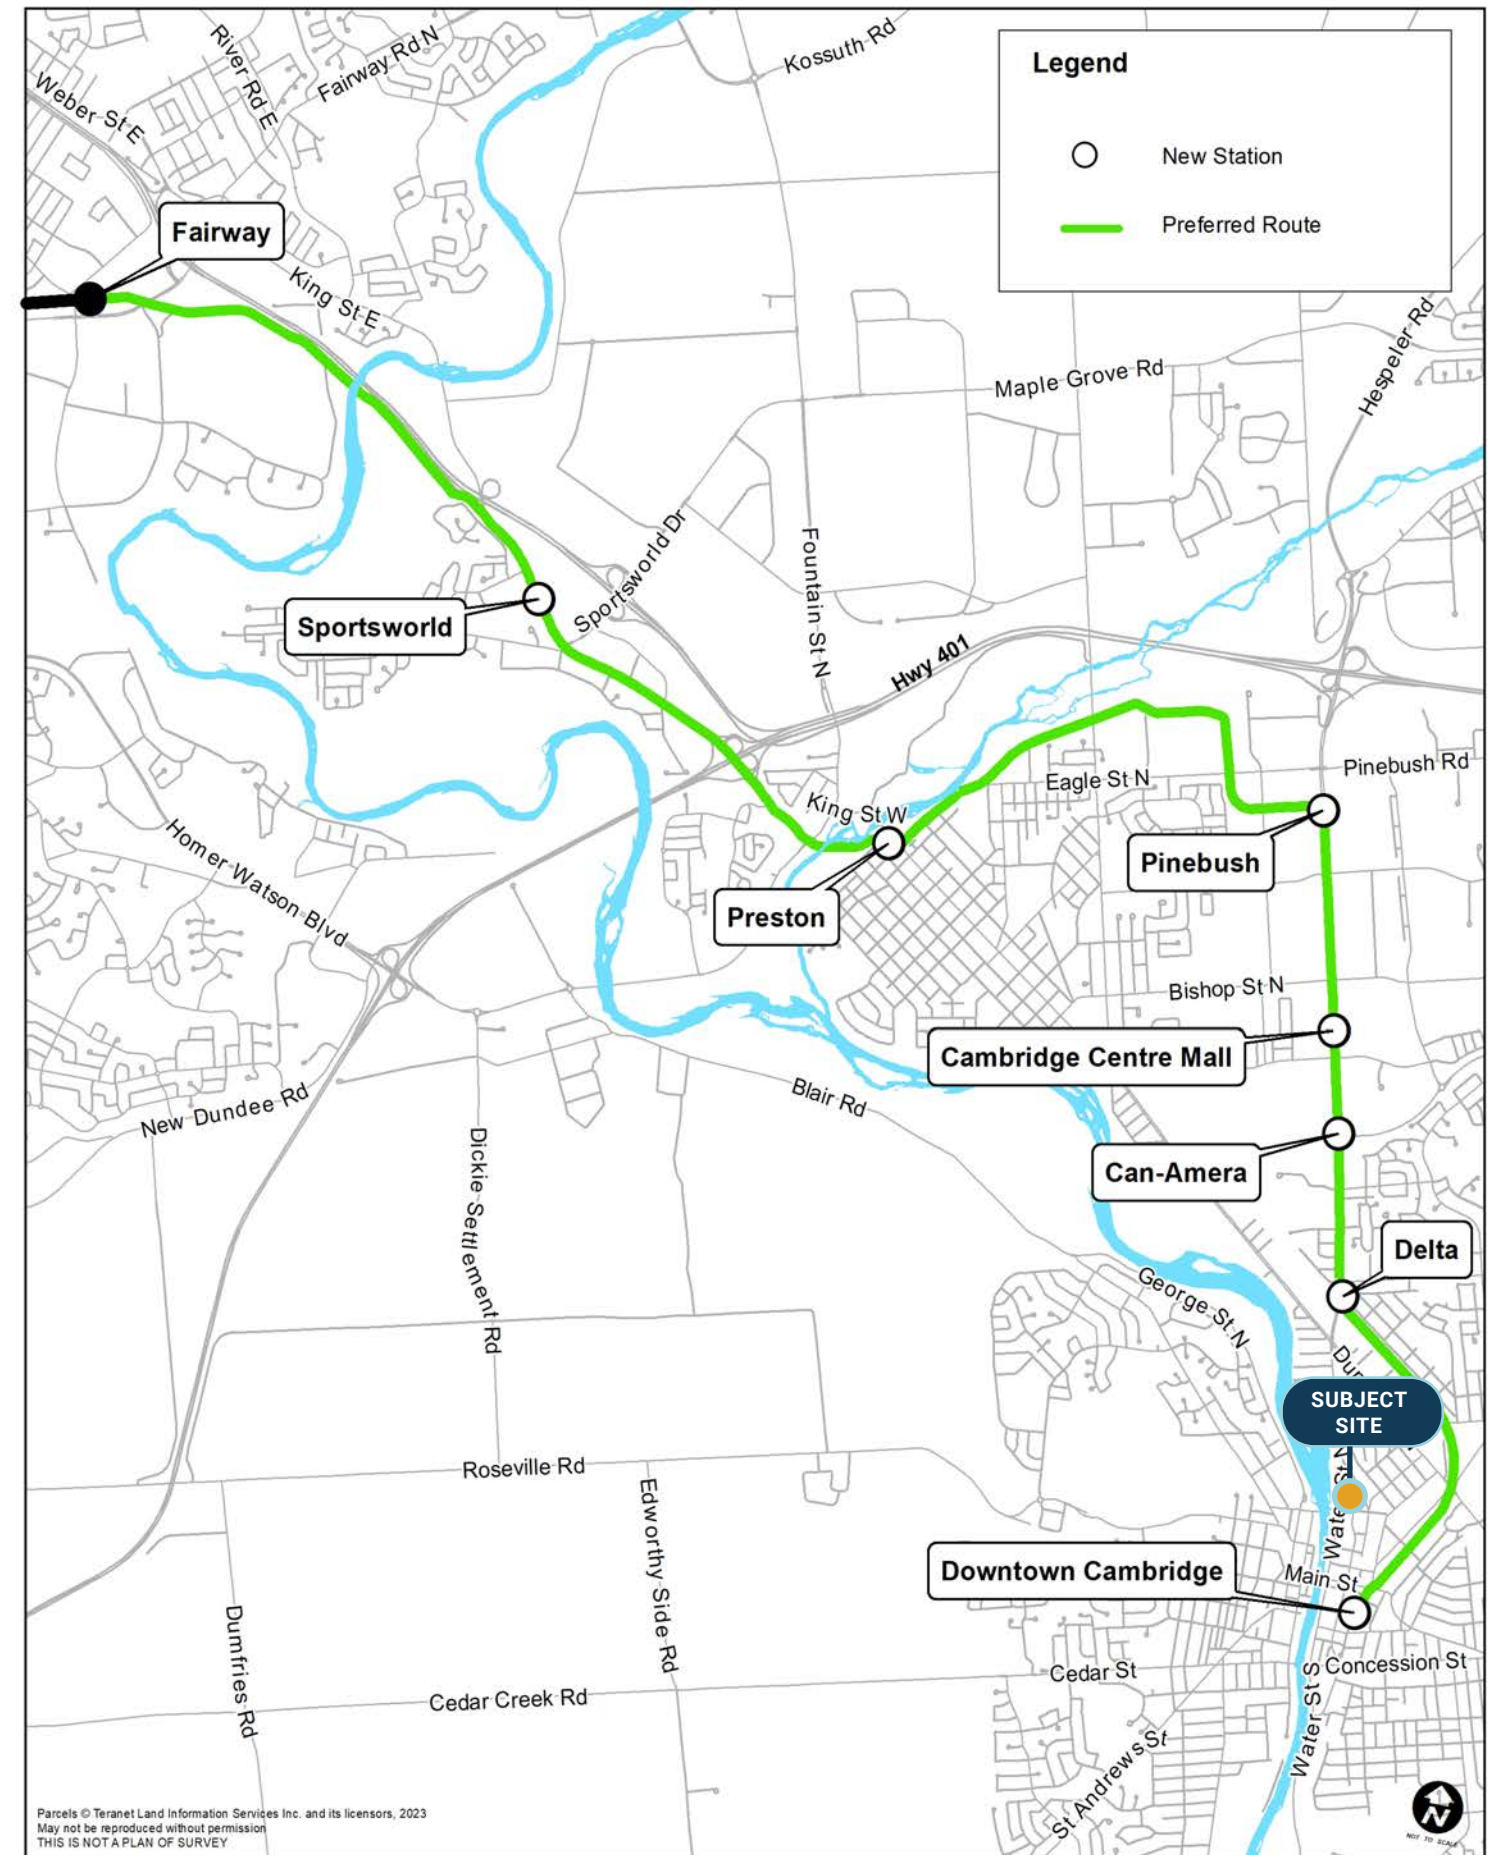 Kossuth Rd
River Rd E
Fairway Rd N
Weber St E
Legend
New Station
Preferred Route
Fairway
King St E
Hespeler Rd
Maple Grove Rd
Sportsworld Dr
Fountain St N
Sportsworld
Hwy 401
Pinebush Rd
Eagle St N
King St W
Pinebush
Homer Watson Blvd
Preston
Bishop St N
Cambridge Centre Mall
Blair Rd
New Dundee Rd
Can-Amera
Dickie Settlement Rd
Delta
George St N
SUBJECT
SITE
Roseville Rd
Edworthy Side Rd
Downtown Cambridge
Main St
Dumfries Rd
Cedar St
Concession St
Cedar Creek Rd
Water St S
St Andrews St
Parcels © Teranet Land Information Services Inc. and its licensors, 2023
May not be reproduced without permission
THIS IS NOT A PLAN OF SURVEY
N
NOT TO SCALE